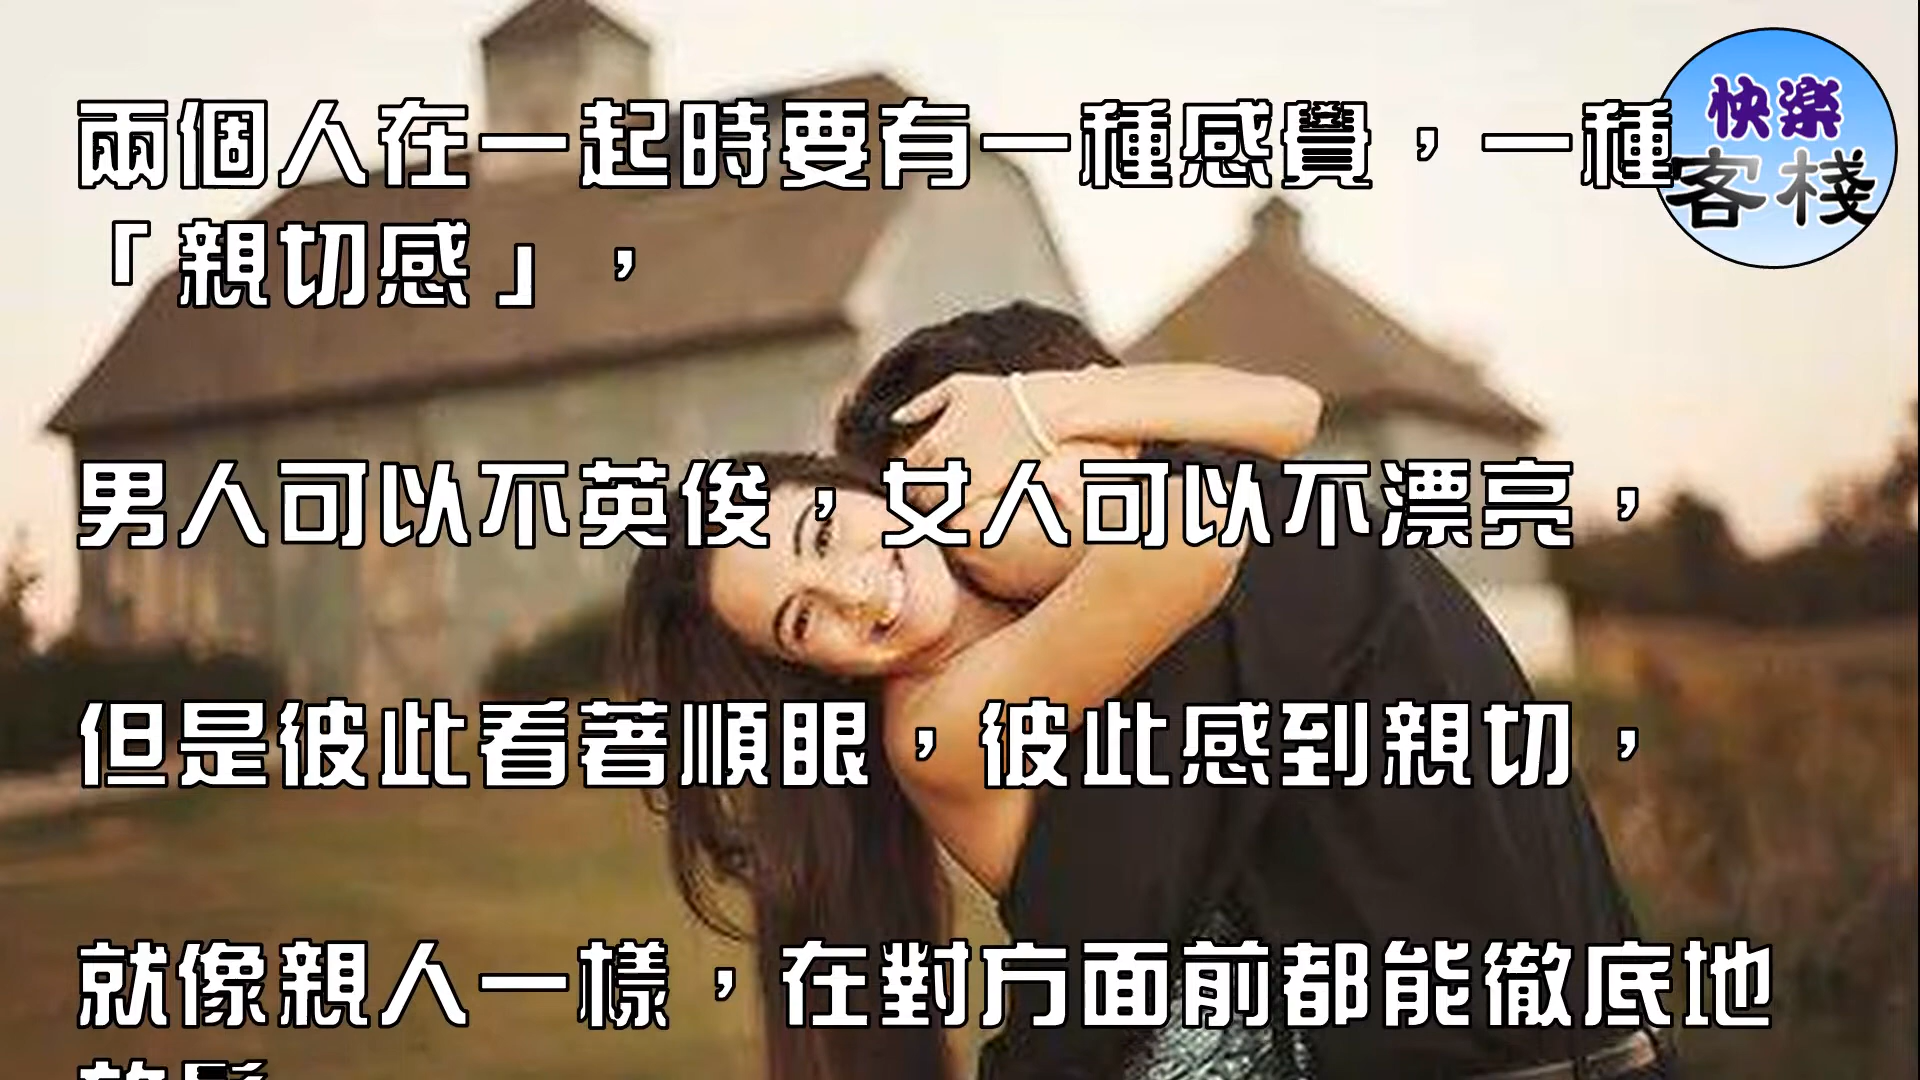 兩個人在一起時要有一種感覺，一種
「親切感」，
男人可以不英俊，女人可以不漂亮，
但是彼此看著順眼，彼此感到親切，
就像親人一樣，在對方面前都能徹底地
快樂
客棧